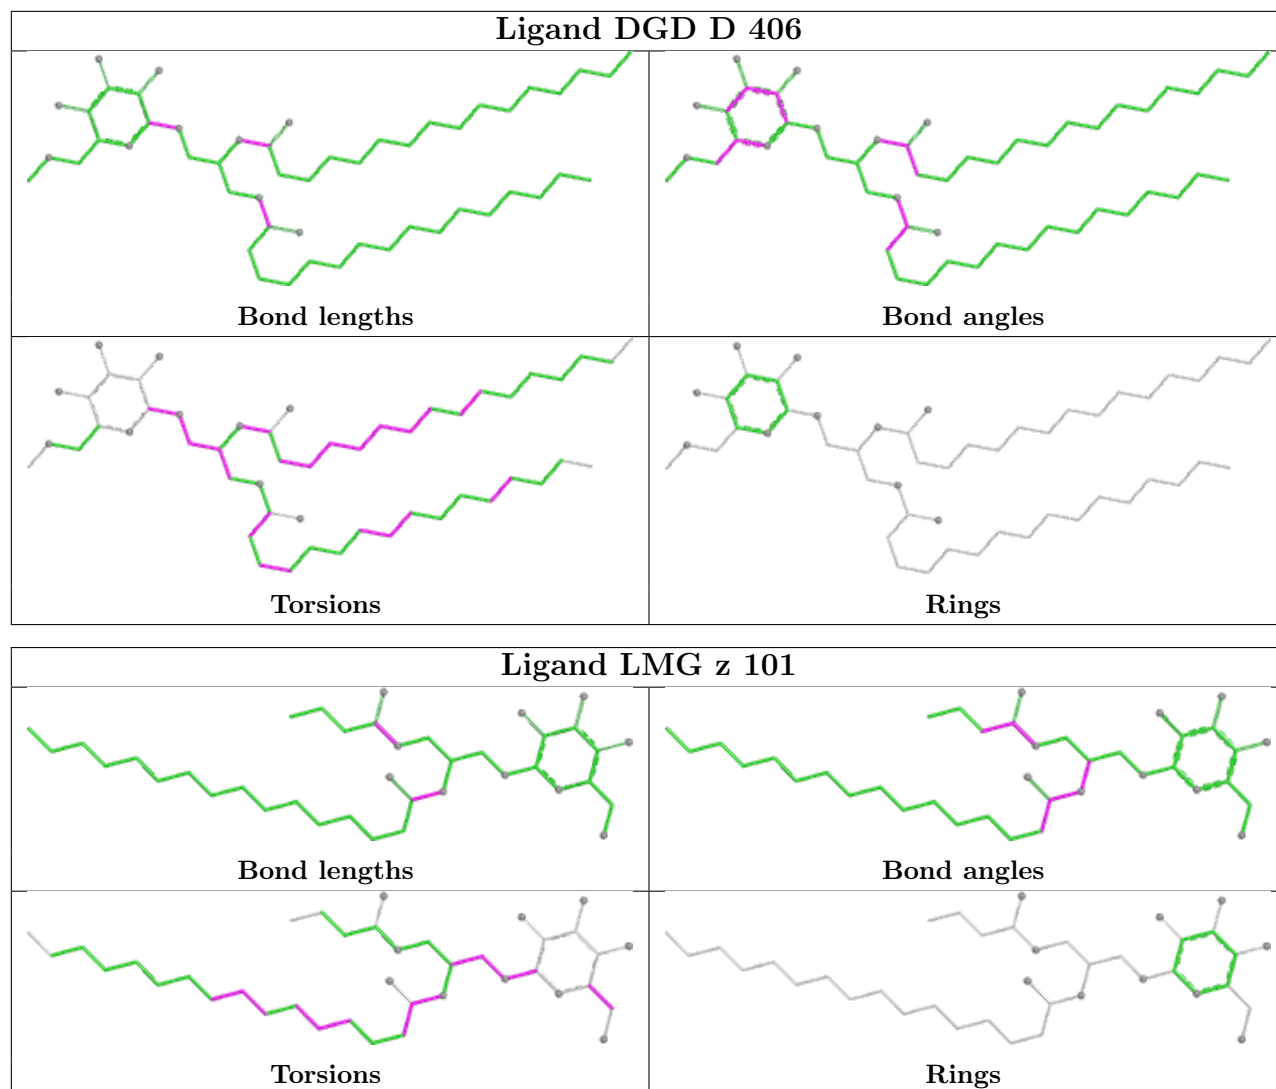 Ligand DGD D 406
Bond lengths
Bond angles
Torsions
Rings
Ligand LMG z 101
Bond lengths
Bond angles
Torsions
Rings